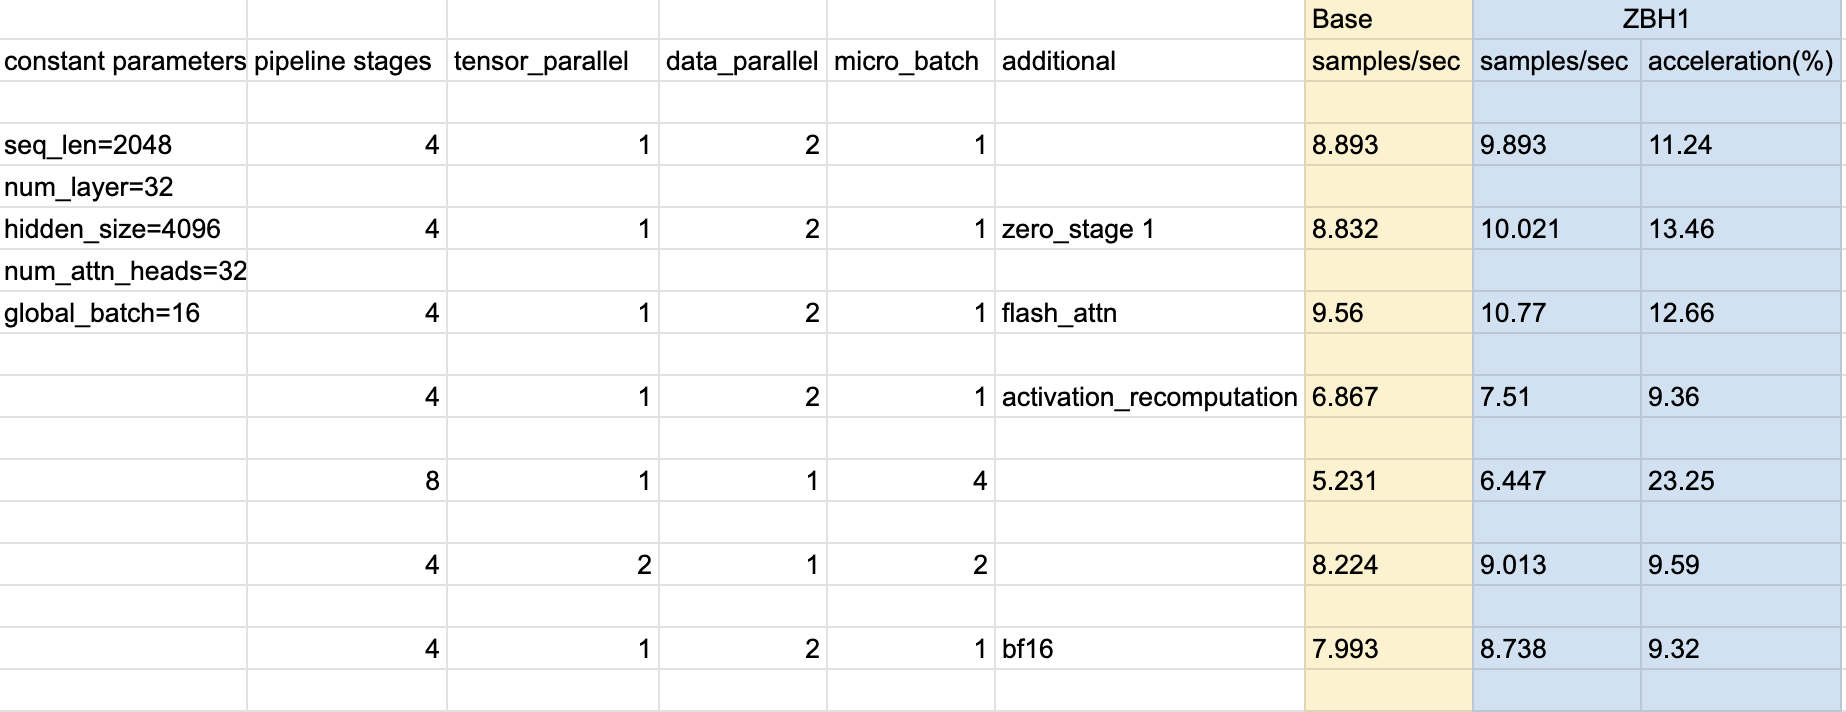 Base ZBH1
constant parameters pipeline stages tensor_parallel data_parallel micro_batch additional samples/sec samples/sec acceleration(%)
seq_len=2048 4 1 2 1 8.893 9.893 11.24
num_layer=32
hidden_size=4096 4 1 2 1 zero_stage 1 8.832 10.021 13.46
num_attn_heads=32
global_batch=16 4 1 2 1 flash_attn 9.56 10.77 12.66
4 1 2 1 activation_recomputation 6.867 7.51 9.36
8 1 1 4 5.231 6.447 23.25
4 2 1 2 8.224 9.013 9.59
4 1 2 1 bf16 7.993 8.738 9.32